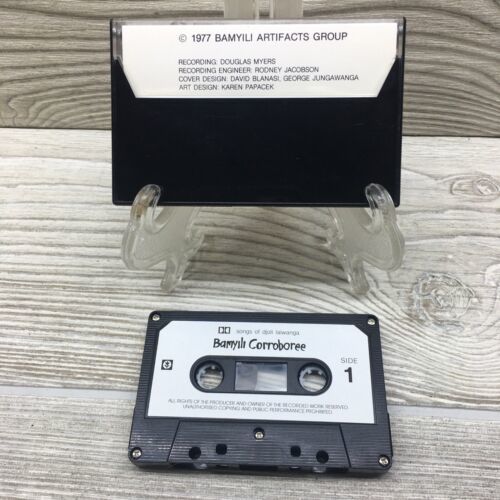 © 1977 BAMYILI ARTIFACTS GROUP
RECORDING: DOUGLAS MYERS
RECORDING ENGINEER: RODNEY JACOBSON
COVER DESIGN: DAVID BLANASI, GEORGE JUNGAWANGA
ART DESIGN: KAREN PAPACEK
songs of djoli laiwanga
Bamyili Corroboree
SIDE
1
ALL RIGHTS OF THE PRODUCER AND OWNER OF THE RECORDED WORK RESERVED.
UNAUTHORISED COPYING AND PUBLIC PERFORMANCE PROHIBITED.